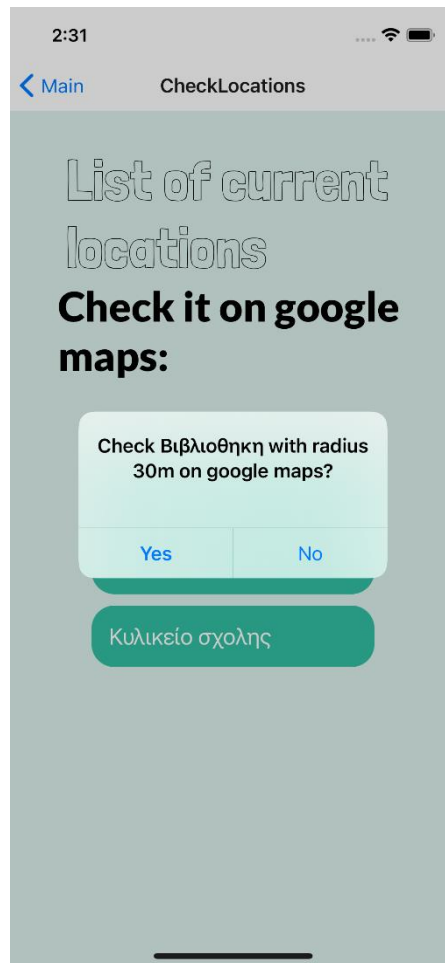 2:31
Main CheckLocations
List of current
locations
Check it on google
maps:
Check Βιβλιοθηκη with radius
30m on google maps?
Yes No
Κυλικείο σχολης